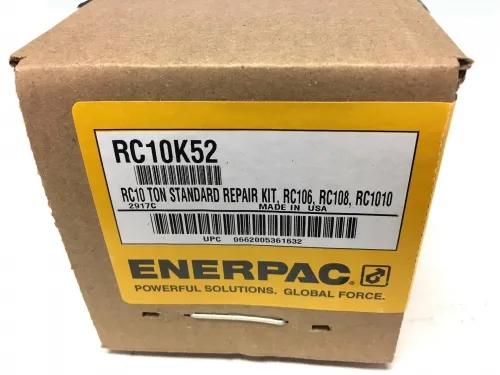 RC10K52
RC10 TON STANDARD REPAIR KIT, RC106, RC108, RC1010
2917C MADE IN USA
UPC 0662005361632
ENERPAC®
POWERFUL SOLUTIONS. GLOBAL FORCE.